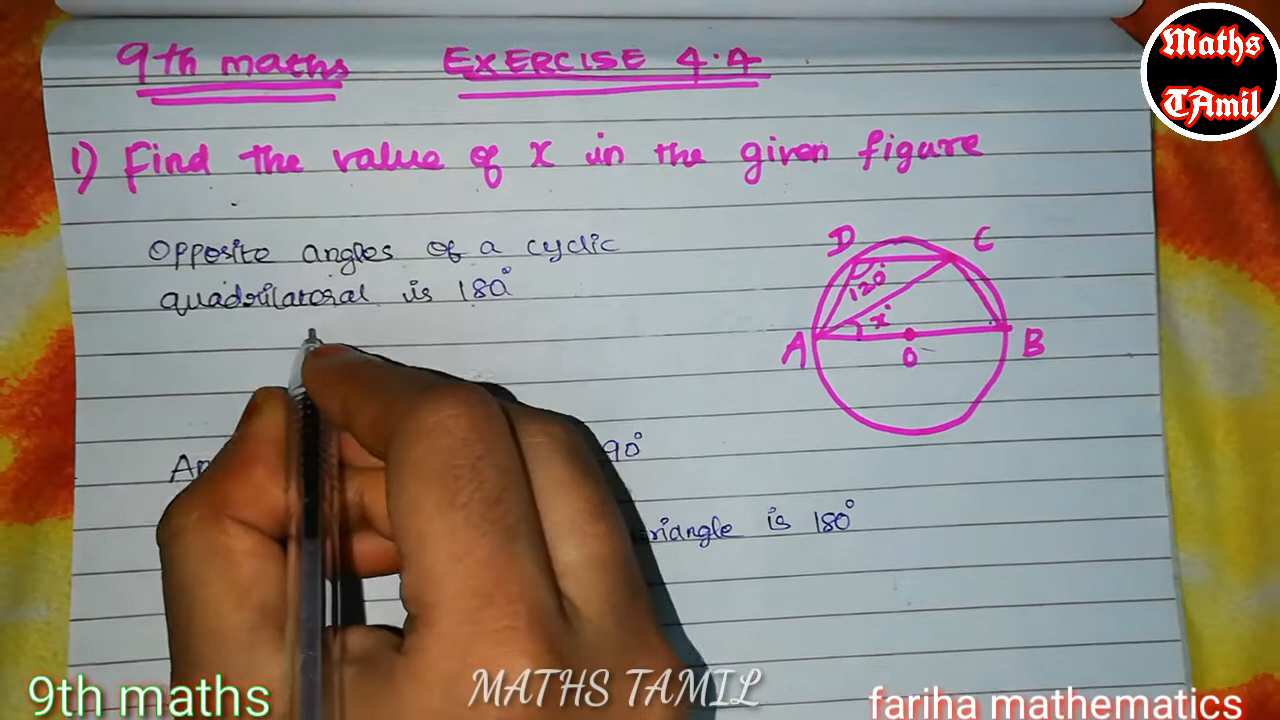 Maths
TAmil
9th maths EXERCISE 4.4
1) Find the value of x in the given figure
Opposite angles of a cyclic
quadrilateral is 180°
D C
120°
x°
A O B
90°
is 180°
9th maths
MATHS TAMIL
fariha mathematics